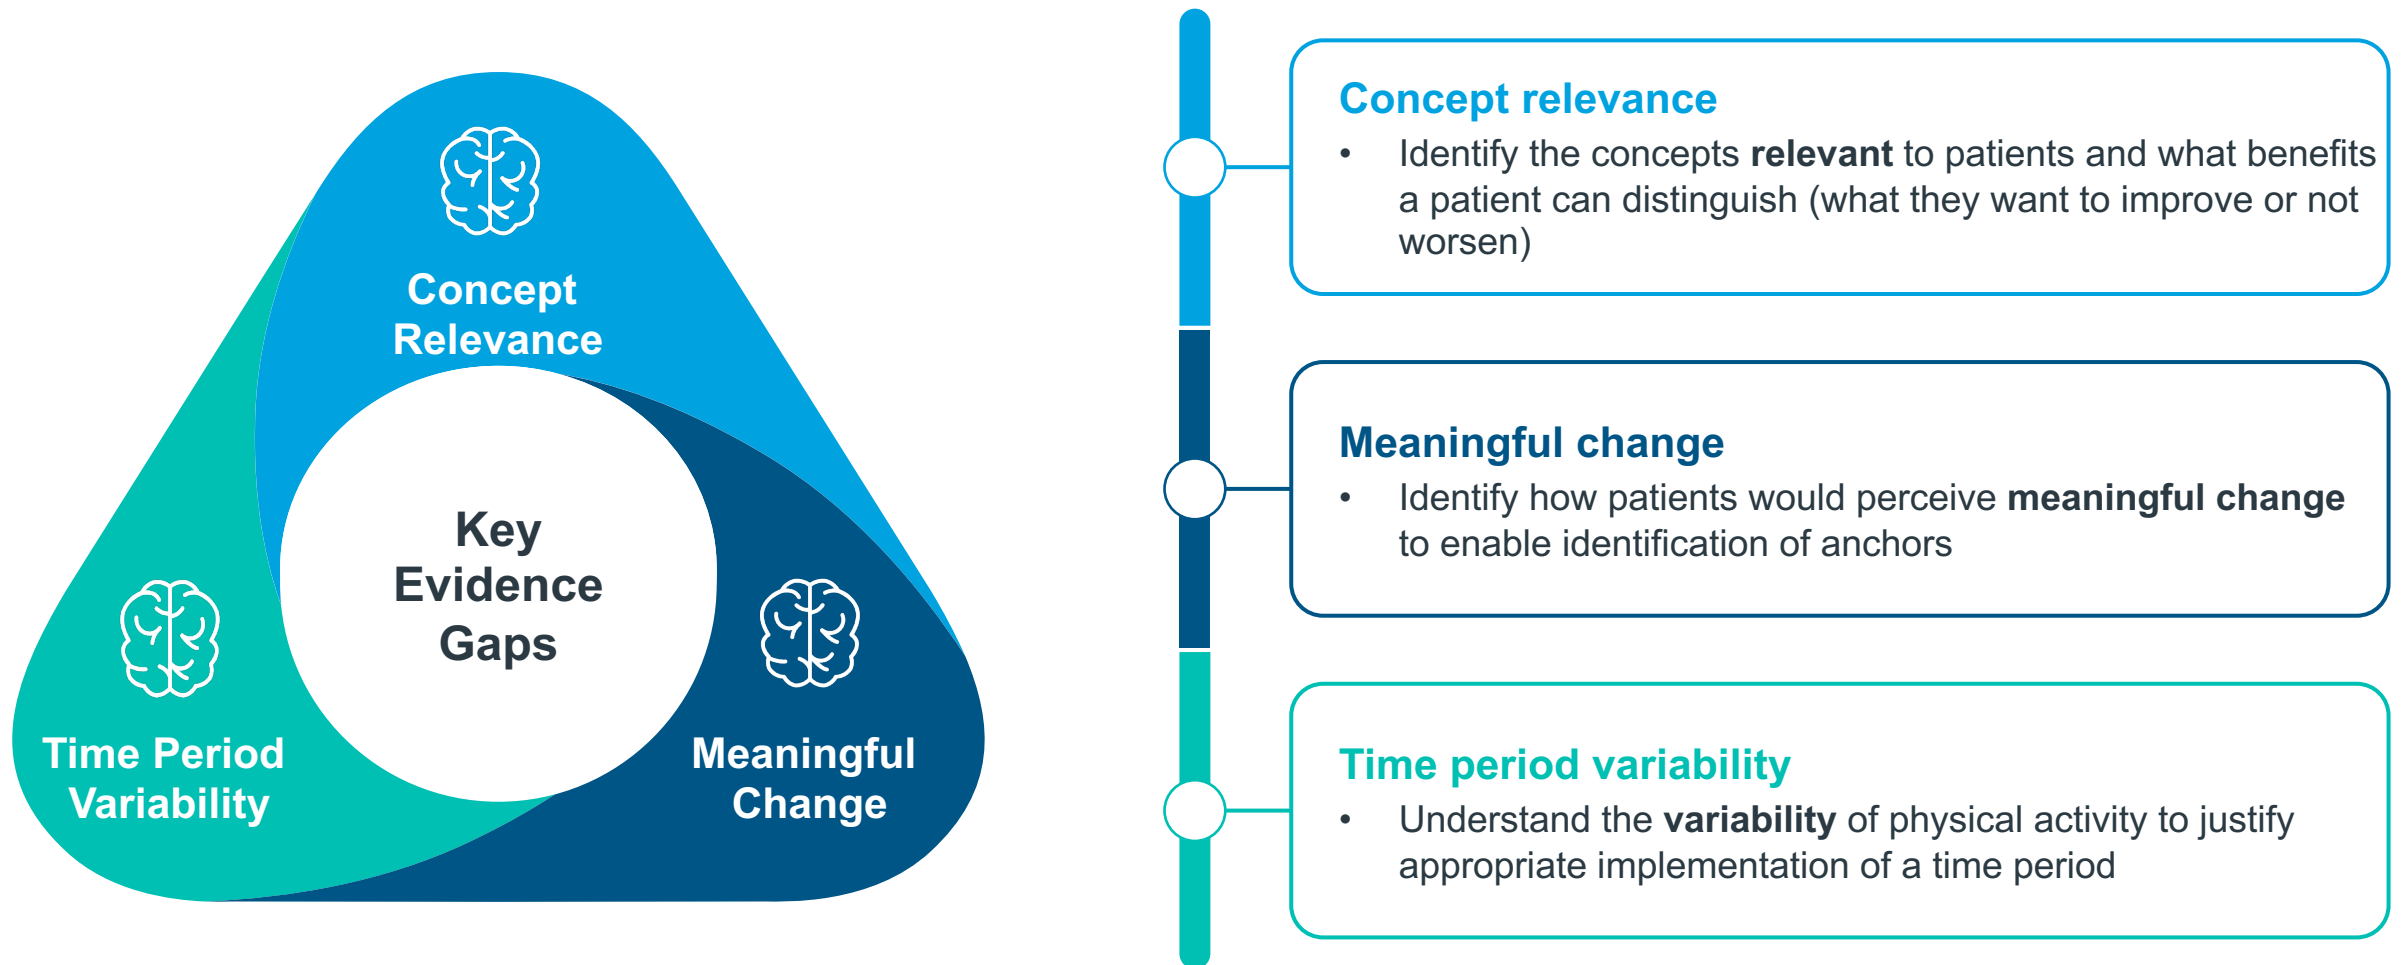 Concept
Relevance
Key
Evidence
Gaps
Time Period
Variability
Meaningful
Change
Concept relevance
• Identify the concepts relevant to patients and what benefits
a patient can distinguish (what they want to improve or not
worsen)
Meaningful change
• Identify how patients would perceive meaningful change
to enable identification of anchors
Time period variability
• Understand the variability of physical activity to justify
appropriate implementation of a time period